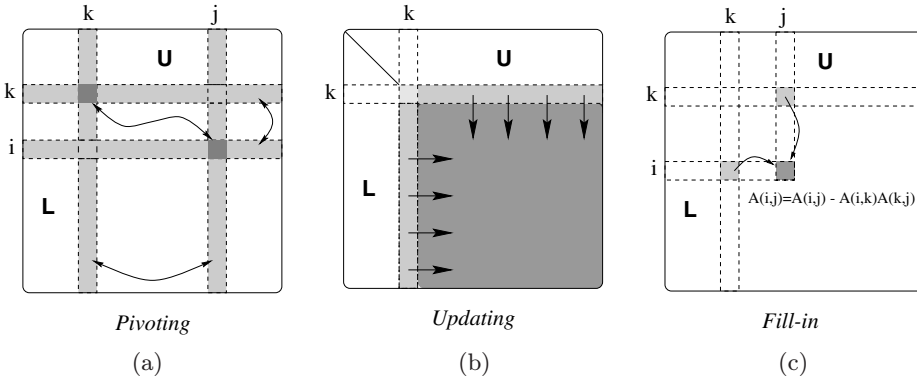 k j
U
k
i
L
Pivoting
(a)
k
U
k
L
Updating
(b)
k j
U
k
i
A(i,j)=A(i,j) - A(i,k)A(k,j)
L
Fill-in
(c)